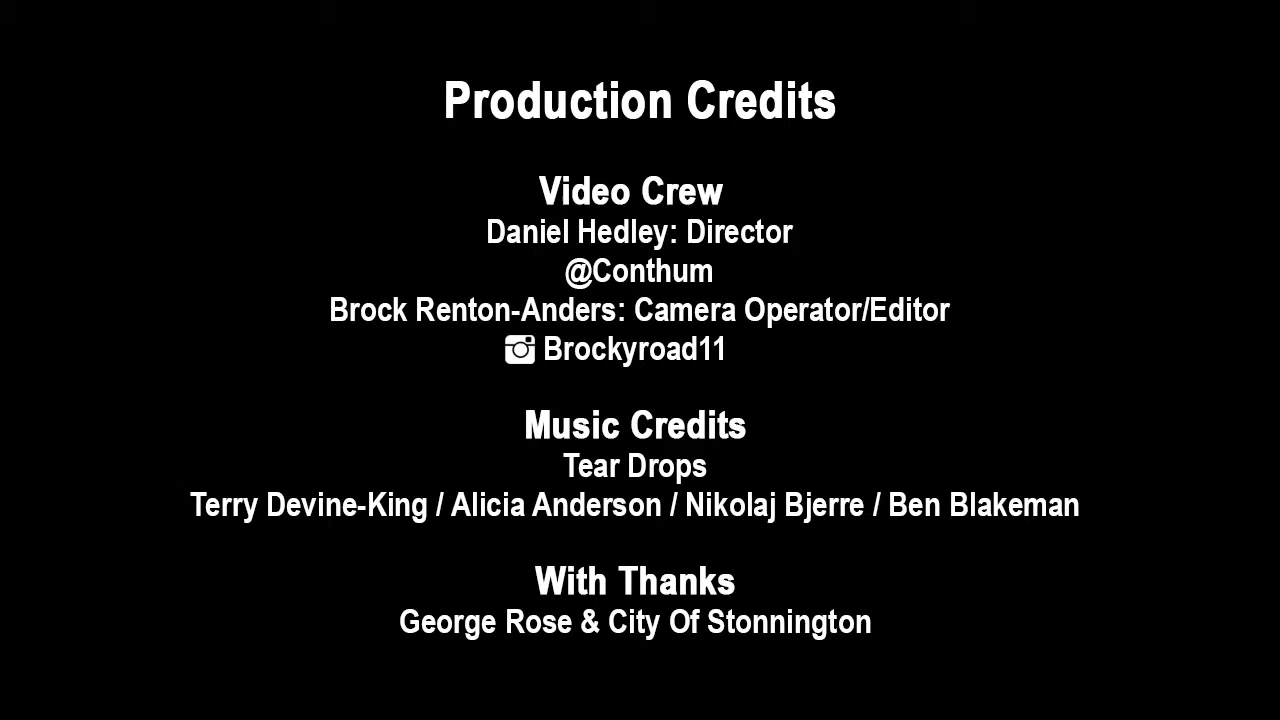 Production Credits
Video Crew
Daniel Hedley: Director
@Conthum
Brock Renton-Anders: Camera Operator/Editor
Brockyroad11
Music Credits
Tear Drops
Terry Devine-King / Alicia Anderson / Nikolaj Bjerre / Ben Blakeman
With Thanks
George Rose & City Of Stonnington